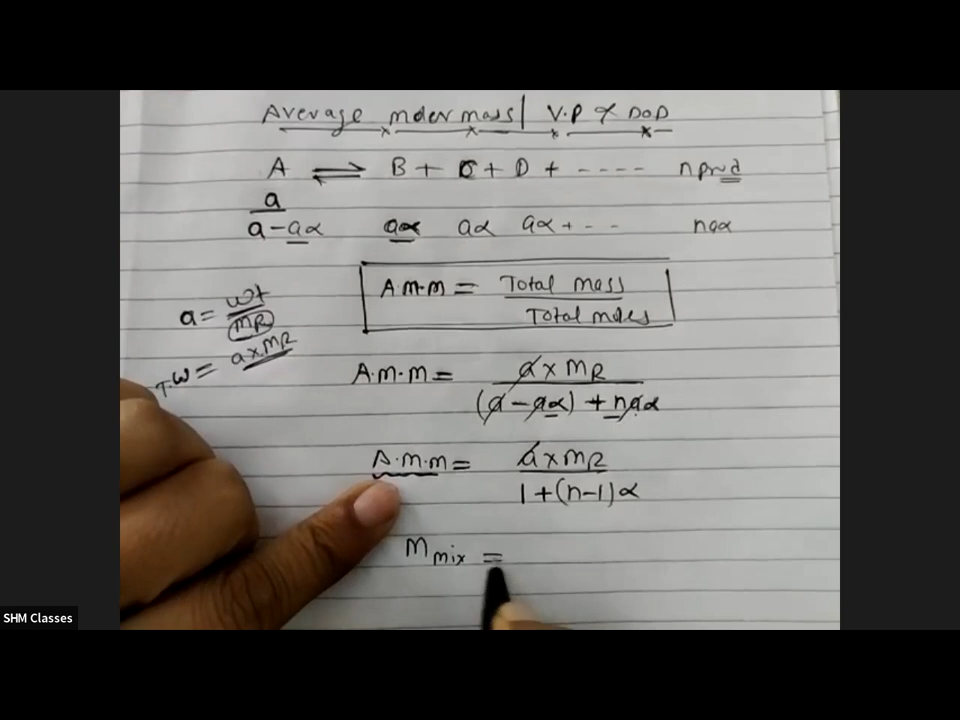 Average molar mass | V.P & DOD
A ⇌ B + C + D + ---- n prod
a
a - aα aα aα aα + -- naα
A.M.M = Total mass / Total moles
a = wt / MR
T.W = a x MR
A.M.M = a x MR / (a - aα) + naα
A.M.M = a x MR / 1 + (n-1)α
M mix =
SHM Classes